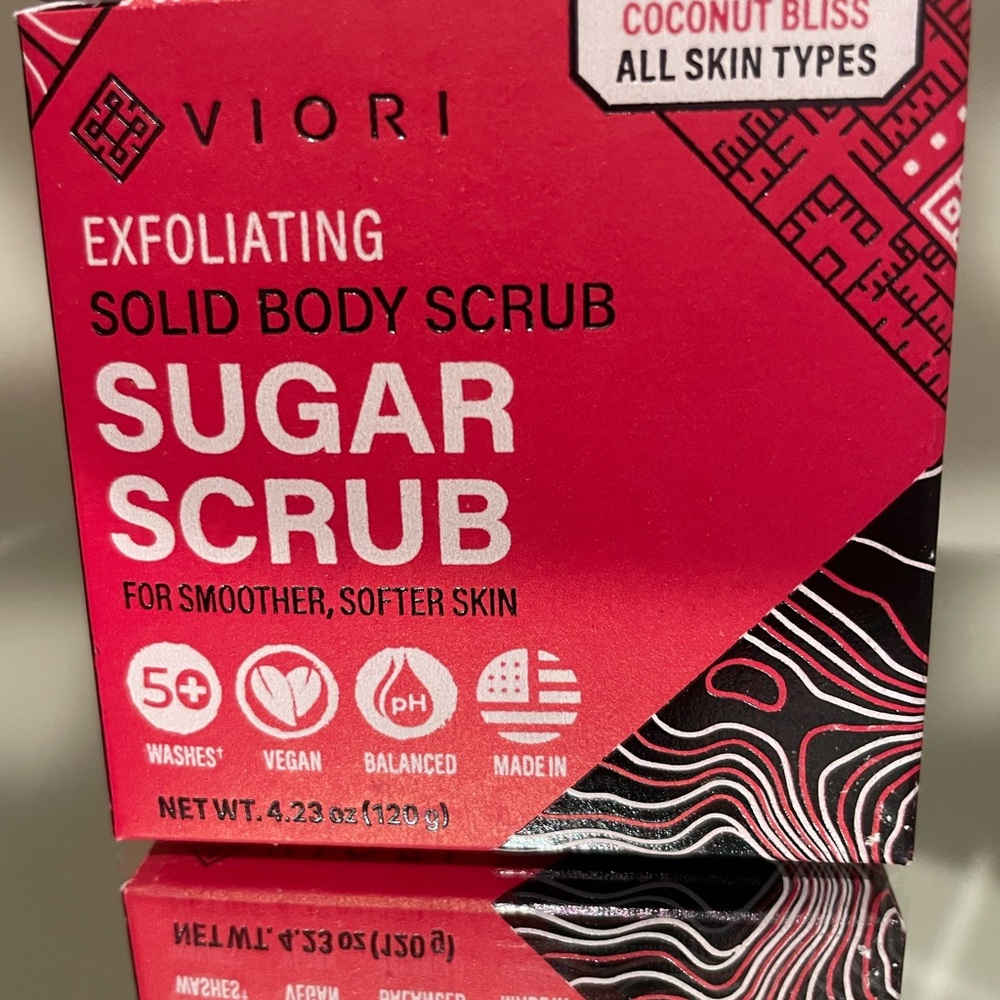 COCONUT BLISS
ALL SKIN TYPES
VIORI
EXFOLIATING
SOLID BODY SCRUB
SUGAR
SCRUB
FOR SMOOTHER, SOFTER SKIN
5+
pH
WASHES† VEGAN BALANCED MADE IN
NET WT. 4.23 oz (120 g)